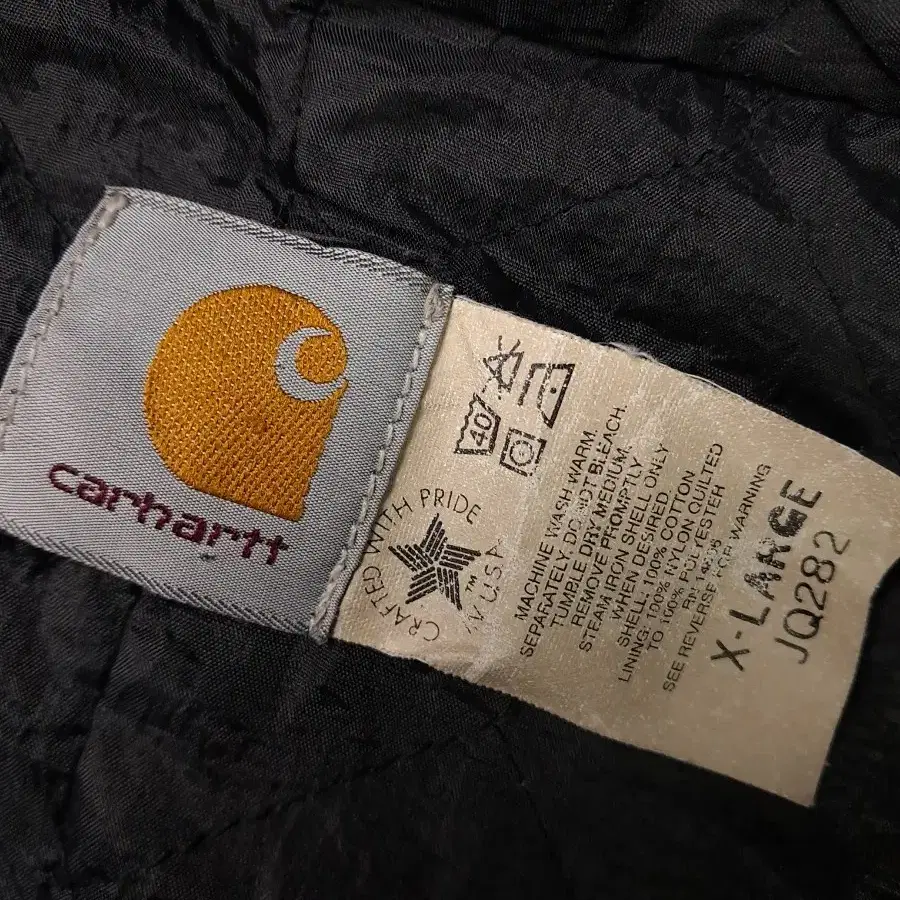 carhartt
40
CRAFTED WITH PRIDE
IN U.S.A.
TM
MACHINE WASH WARM.
SEPARATELY. DO NOT BLEACH.
TUMBLE DRY MEDIUM.
REMOVE PROMPTLY.
STEAM IRON SHELL ONLY
WHEN DESIRED
SHELL: 100% COTTON
LINING: 100% NYLON QUILTED
TO 100% POLYESTER
RN
SEE REVERSE FOR WARNING
X-LARGE
JQ282